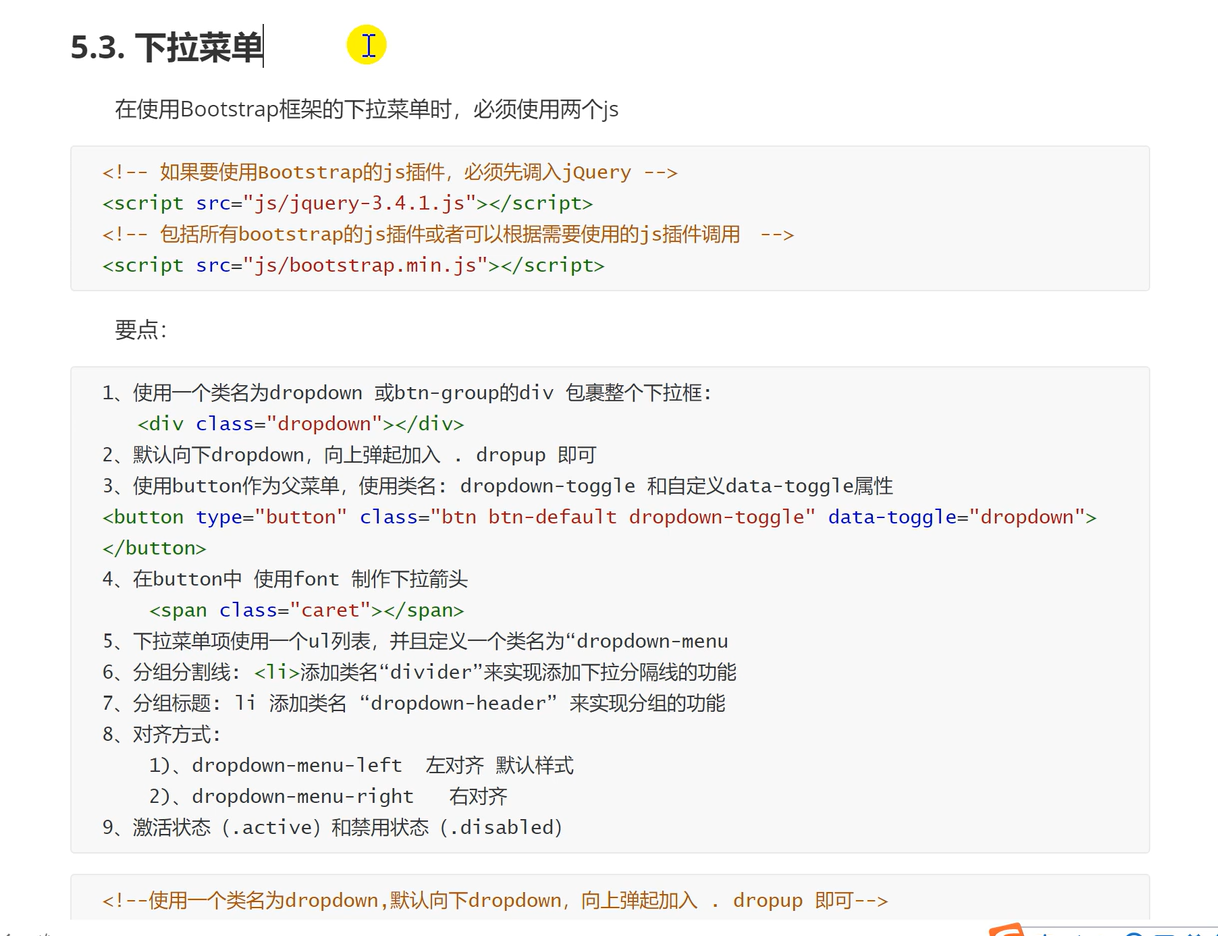 5.3. 下拉菜单
在使用Bootstrap框架的下拉菜单时，必须使用两个js
<!-- 如果要使用Bootstrap的js插件，必须先调入jQuery -->
<script src="js/jquery-3.4.1.js"></script>
<!-- 包括所有bootstrap的js插件或者可以根据需要使用的js插件调用  -->
<script src="js/bootstrap.min.js"></script>
要点：
1、使用一个类名为dropdown 或btn-group的div 包裹整个下拉框：
<div class="dropdown"></div>
2、默认向下dropdown，向上弹起加入 . dropup 即可
3、使用button作为父菜单，使用类名: dropdown-toggle 和自定义data-toggle属性
<button type="button" class="btn btn-default dropdown-toggle" data-toggle="dropdown">
</button>
4、在button中 使用font 制作下拉箭头
<span class="caret"></span>
5、下拉菜单项使用一个ul列表，并且定义一个类名为“dropdown-menu
6、分组分割线: <li>添加类名“divider”来实现添加下拉分隔线的功能
7、分组标题: li 添加类名 “dropdown-header” 来实现分组的功能
8、对齐方式:
1)、dropdown-menu-left  左对齐 默认样式
2)、dropdown-menu-right   右对齐
9、激活状态（.active）和禁用状态（.disabled）
<!--使用一个类名为dropdown,默认向下dropdown，向上弹起加入 . dropup 即可-->